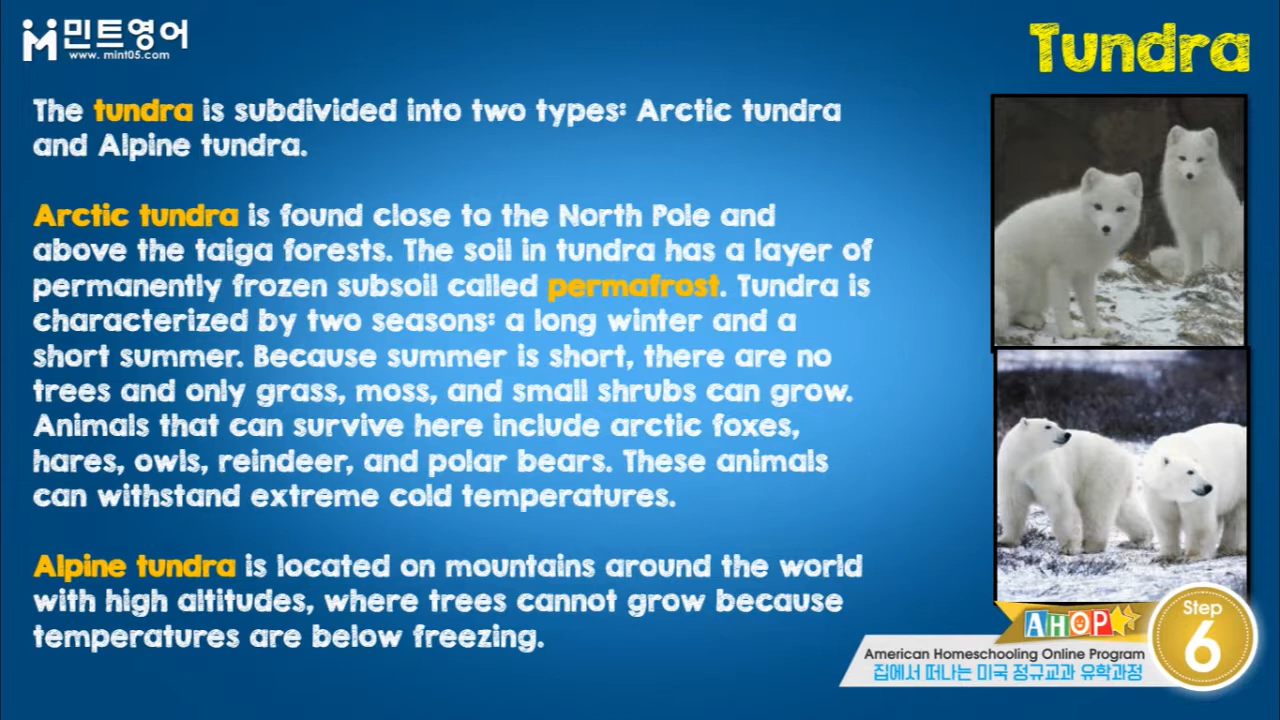 민트영어
www. mint05.com
Tundra
The tundra is subdivided into two types: Arctic tundra
and Alpine tundra.
Arctic tundra is found close to the North Pole and
above the taiga forests. The soil in tundra has a layer of
permanently frozen subsoil called permafrost. Tundra is
characterized by two seasons: a long winter and a
short summer. Because summer is short, there are no
trees and only grass, moss, and small shrubs can grow.
Animals that can survive here include arctic foxes,
hares, owls, reindeer, and polar bears. These animals
can withstand extreme cold temperatures.
Alpine tundra is located on mountains around the world
with high altitudes, where trees cannot grow because
temperatures are below freezing.
AHOP
Step
6
American Homeschooling Online Program
집에서 떠나는 미국 정규교과 유학과정